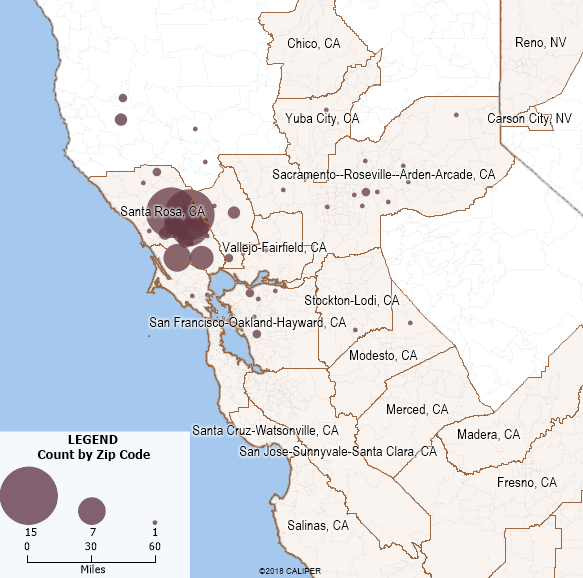 Chico, CA
Reno, NV
Yuba City, CA
Carson City, NV
Sacramento--Roseville--Arden-Arcade, CA
Santa Rosa, CA
Vallejo-Fairfield, CA
Stockton-Lodi, CA
San Francisco-Oakland-Hayward, CA
Modesto, CA
Merced, CA
Santa Cruz-Watsonville, CA
Madera, CA
San Jose-Sunnyvale-Santa Clara, CA
Fresno, CA
Salinas, CA
LEGEND
Count by Zip Code
15 7 1
0 30 60
Miles
©2018 CALIPER